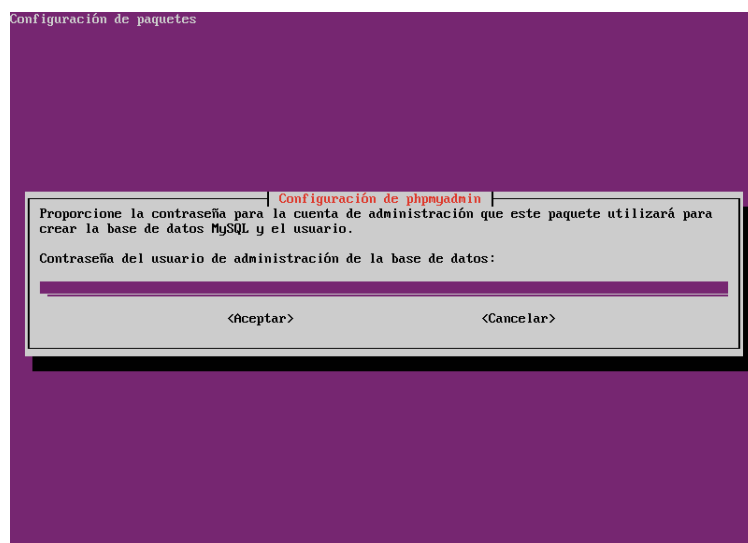 Configuración de paquetes
Configuración de phpmyadmin
Proporcione la contraseña para la cuenta de administración que este paquete utilizará para
crear la base de datos MySQL y el usuario.
Contraseña del usuario de administración de la base de datos:
<Aceptar> <Cancelar>